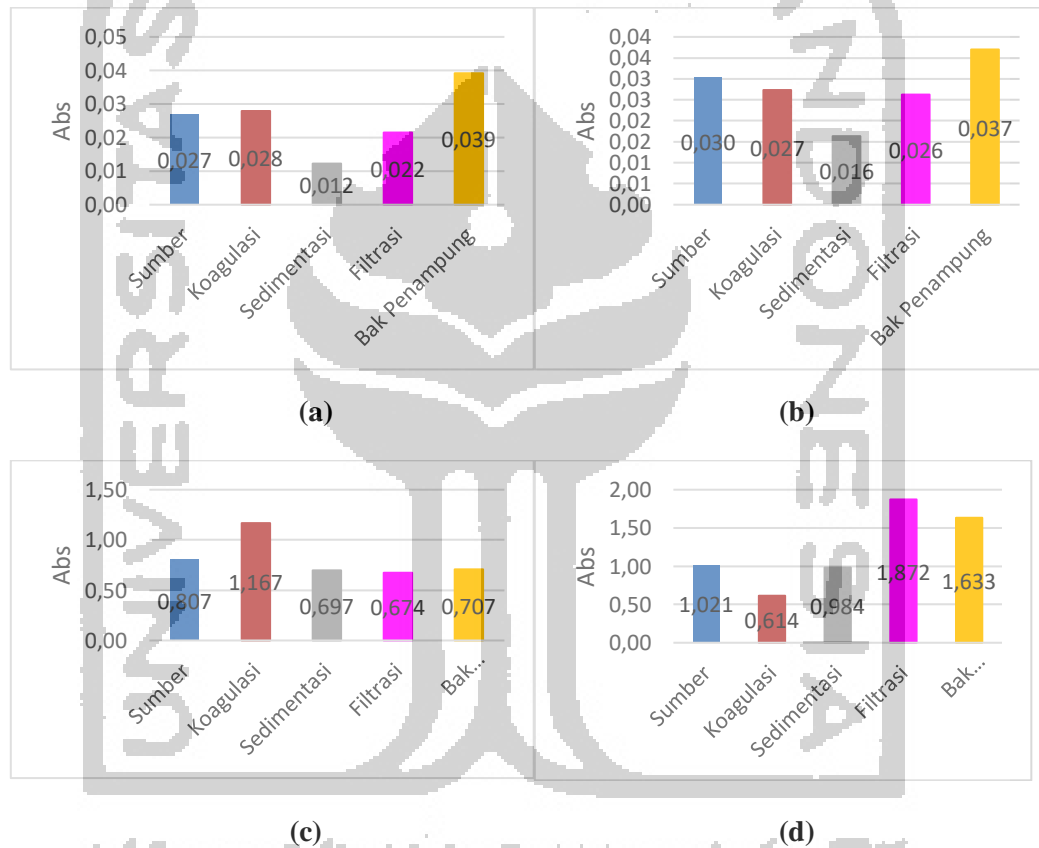 0,05
0,04
0,03
0,02
0,01
0,00
Abs
0,027
0,028
0,012
0,022
0,039
Sumber
Koagulasi
Sedimentasi
Filtrasi
Bak Penampung
(a)
0,04
0,04
0,03
0,03
0,02
0,02
0,01
0,01
0,00
Abs
0,030
0,027
0,016
0,026
0,037
Sumber
Koagulasi
Sedimentasi
Filtrasi
Bak Penampung
(b)
1,50
1,00
0,50
0,00
Abs
0,807
1,167
0,697
0,674
0,707
Sumber
Koagulasi
Sedimentasi
Filtrasi
Bak...
(c)
2,00
1,50
1,00
0,50
0,00
Abs
1,021
0,614
0,984
1,872
1,633
Sumber
Koagulasi
Sedimentasi
Filtrasi
Bak...
(d)
UNIVERSITAS